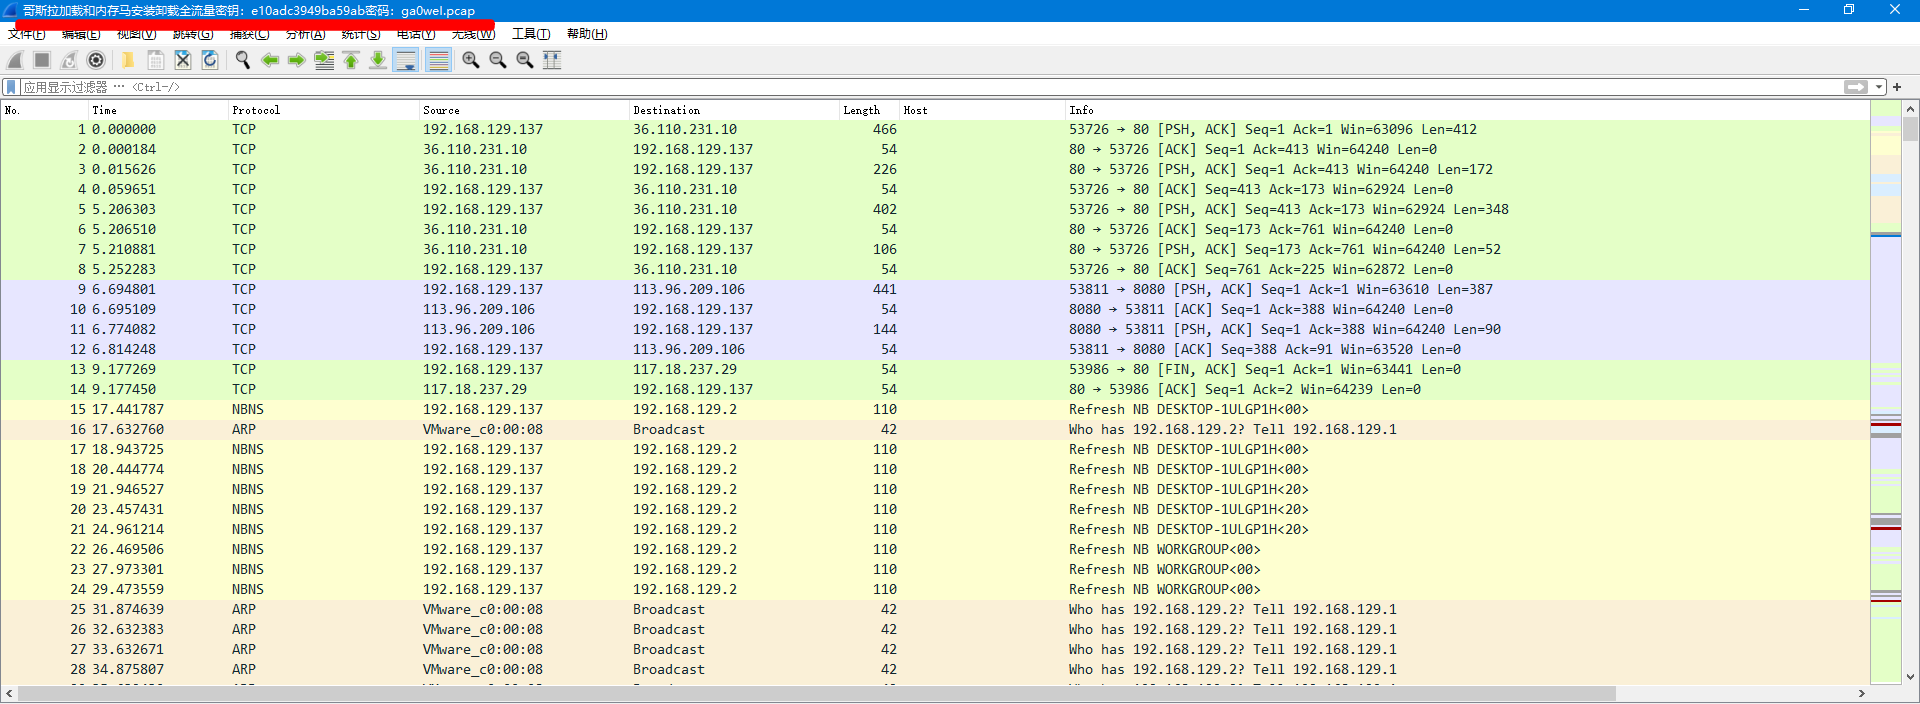 哥斯拉加载和内存马安装卸载全流量密钥：e10adc3949ba59ab密码：ga0weI.pcap
文件(F) 编辑(E) 视图(V) 跳转(G) 捕获(C) 分析(A) 统计(S) 电话(Y) 无线(W) 工具(T) 帮助(H)
应用显示过滤器 … <Ctrl-/>
No. Time Protocol Source Destination Length Host Info
1 0.000000 TCP 192.168.129.137 36.110.231.10 466 53726 → 80 [PSH, ACK] Seq=1 Ack=1 Win=63096 Len=412
2 0.000184 TCP 36.110.231.10 192.168.129.137 54 80 → 53726 [ACK] Seq=1 Ack=413 Win=64240 Len=0
3 0.015626 TCP 36.110.231.10 192.168.129.137 226 80 → 53726 [PSH, ACK] Seq=1 Ack=413 Win=64240 Len=172
4 0.059651 TCP 192.168.129.137 36.110.231.10 54 53726 → 80 [ACK] Seq=413 Ack=173 Win=62924 Len=0
5 5.206303 TCP 192.168.129.137 36.110.231.10 402 53726 → 80 [PSH, ACK] Seq=413 Ack=173 Win=62924 Len=348
6 5.206510 TCP 36.110.231.10 192.168.129.137 54 80 → 53726 [ACK] Seq=173 Ack=761 Win=64240 Len=0
7 5.210881 TCP 36.110.231.10 192.168.129.137 106 80 → 53726 [PSH, ACK] Seq=173 Ack=761 Win=64240 Len=52
8 5.252283 TCP 192.168.129.137 36.110.231.10 54 53726 → 80 [ACK] Seq=761 Ack=225 Win=62872 Len=0
9 6.694801 TCP 192.168.129.137 113.96.209.106 441 53811 → 8080 [PSH, ACK] Seq=1 Ack=1 Win=63610 Len=387
10 6.695109 TCP 113.96.209.106 192.168.129.137 54 8080 → 53811 [ACK] Seq=1 Ack=388 Win=64240 Len=0
11 6.774082 TCP 113.96.209.106 192.168.129.137 144 8080 → 53811 [PSH, ACK] Seq=1 Ack=388 Win=64240 Len=90
12 6.814248 TCP 192.168.129.137 113.96.209.106 54 53811 → 8080 [ACK] Seq=388 Ack=91 Win=63520 Len=0
13 9.177269 TCP 192.168.129.137 117.18.237.29 54 53986 → 80 [FIN, ACK] Seq=1 Ack=1 Win=63441 Len=0
14 9.177450 TCP 117.18.237.29 192.168.129.137 54 80 → 53986 [ACK] Seq=1 Ack=2 Win=64239 Len=0
15 17.441787 NBNS 192.168.129.137 192.168.129.2 110 Refresh NB DESKTOP-1ULGP1H<00>
16 17.632760 ARP VMware_c0:00:08 Broadcast 42 Who has 192.168.129.2? Tell 192.168.129.1
17 18.943725 NBNS 192.168.129.137 192.168.129.2 110 Refresh NB DESKTOP-1ULGP1H<00>
18 20.444774 NBNS 192.168.129.137 192.168.129.2 110 Refresh NB DESKTOP-1ULGP1H<00>
19 21.946527 NBNS 192.168.129.137 192.168.129.2 110 Refresh NB DESKTOP-1ULGP1H<20>
20 23.457431 NBNS 192.168.129.137 192.168.129.2 110 Refresh NB DESKTOP-1ULGP1H<20>
21 24.961214 NBNS 192.168.129.137 192.168.129.2 110 Refresh NB DESKTOP-1ULGP1H<20>
22 26.469506 NBNS 192.168.129.137 192.168.129.2 110 Refresh NB WORKGROUP<00>
23 27.973301 NBNS 192.168.129.137 192.168.129.2 110 Refresh NB WORKGROUP<00>
24 29.473559 NBNS 192.168.129.137 192.168.129.2 110 Refresh NB WORKGROUP<00>
25 31.874639 ARP VMware_c0:00:08 Broadcast 42 Who has 192.168.129.2? Tell 192.168.129.1
26 32.632383 ARP VMware_c0:00:08 Broadcast 42 Who has 192.168.129.2? Tell 192.168.129.1
27 33.632671 ARP VMware_c0:00:08 Broadcast 42 Who has 192.168.129.2? Tell 192.168.129.1
28 34.875807 ARP VMware_c0:00:08 Broadcast 42 Who has 192.168.129.2? Tell 192.168.129.1